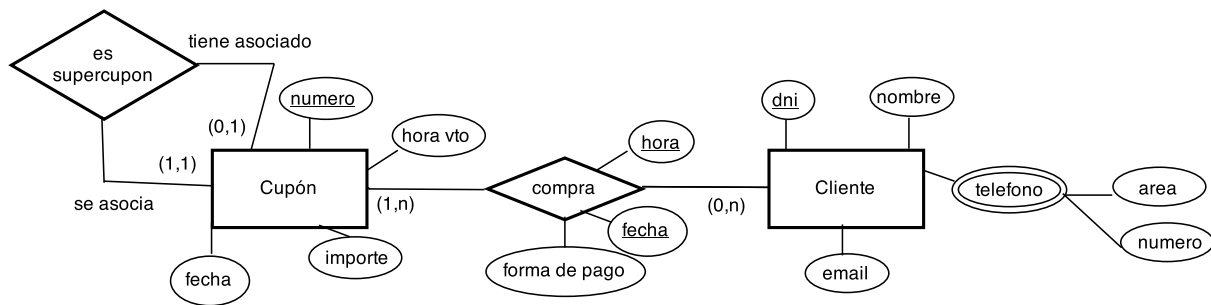 tiene asociado
es
supercupon
numero
dni
nombre
(0,1)
hora vto
hora
(1,1)
Cupón
compra
Cliente
telefono
area
se asocia
(1,n)
(0,n)
fecha
numero
importe
forma de pago
email
fecha